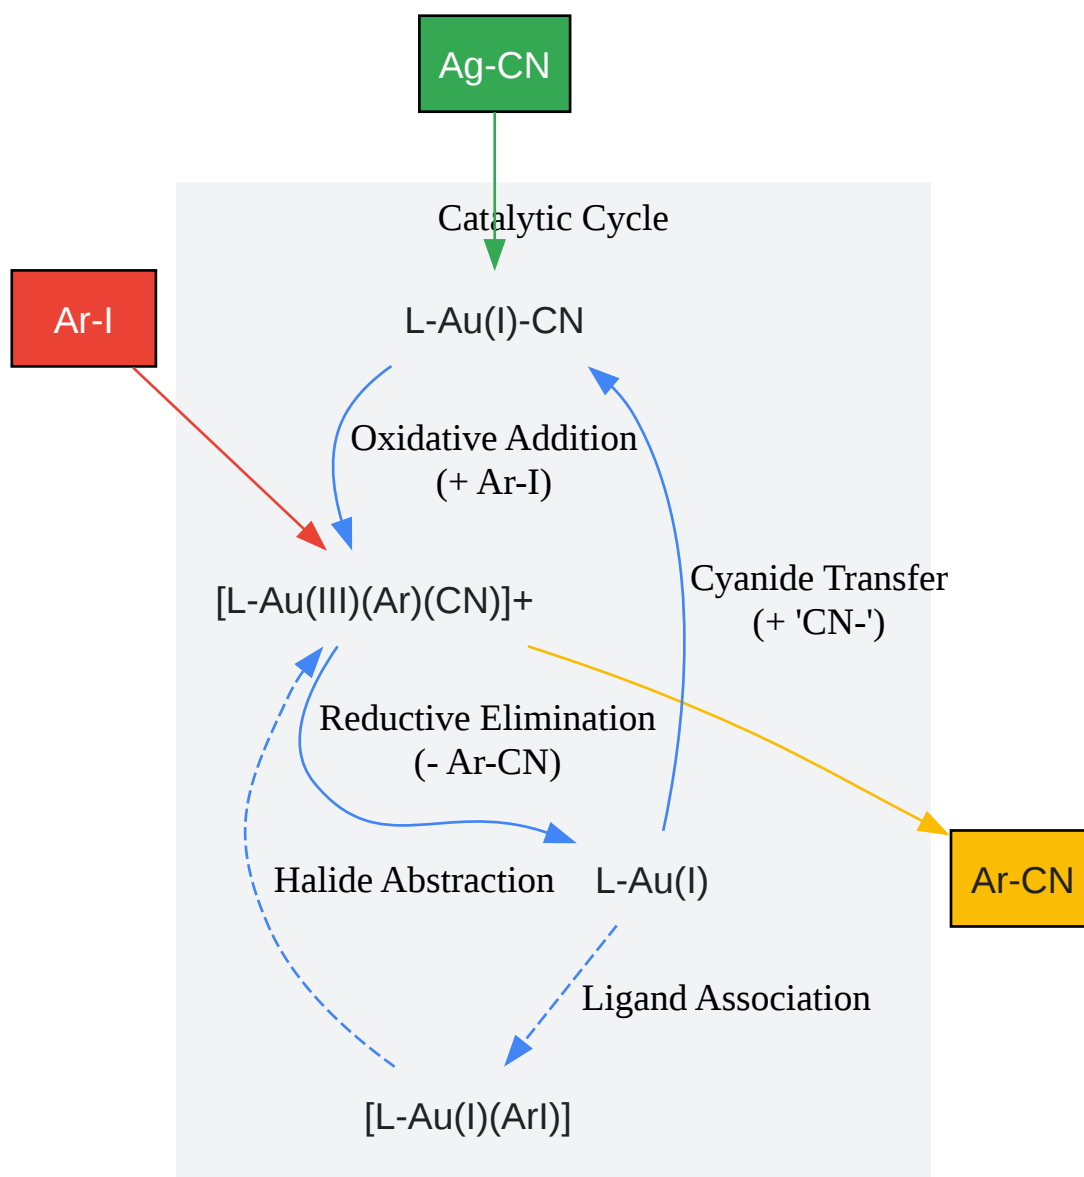 Ag-CN
Catalytic Cycle
Ar-I
L-Au(I)-CN
Oxidative Addition
(+ Ar-I)
Cyanide Transfer
(+ 'CN-')
[L-Au(III)(Ar)(CN)]+
Reductive Elimination
(- Ar-CN)
Halide Abstraction
L-Au(I)
Ar-CN
Ligand Association
[L-Au(I)(ArI)]